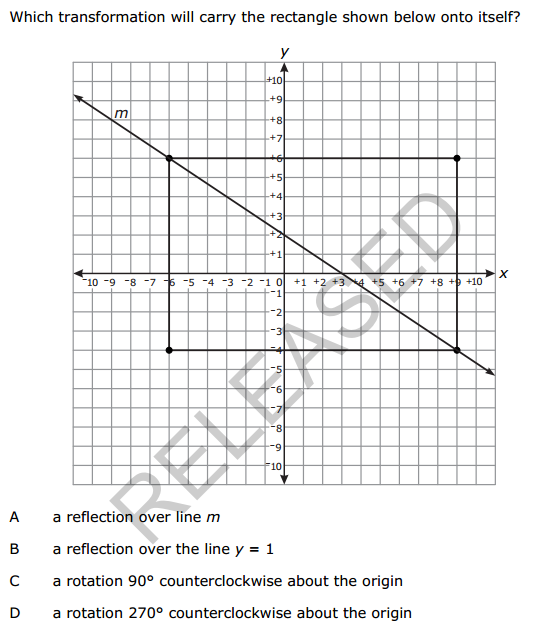 Which transformation will carry the rectangle shown below onto itself?
y
+10
+9
m
+8
+7
+6
+5
+4
+3
+2
+1
x
-10 -9 -8 -7 -6 -5 -4 -3 -2 -1 0 +1 +2 +3 +4 +5 +6 +7 +8 +9 +10
-1
-2
-3
-4
-5
-6
-7
-8
-9
-10
RELEASED
A a reflection over line m
B a reflection over the line y = 1
C a rotation 90° counterclockwise about the origin
D a rotation 270° counterclockwise about the origin